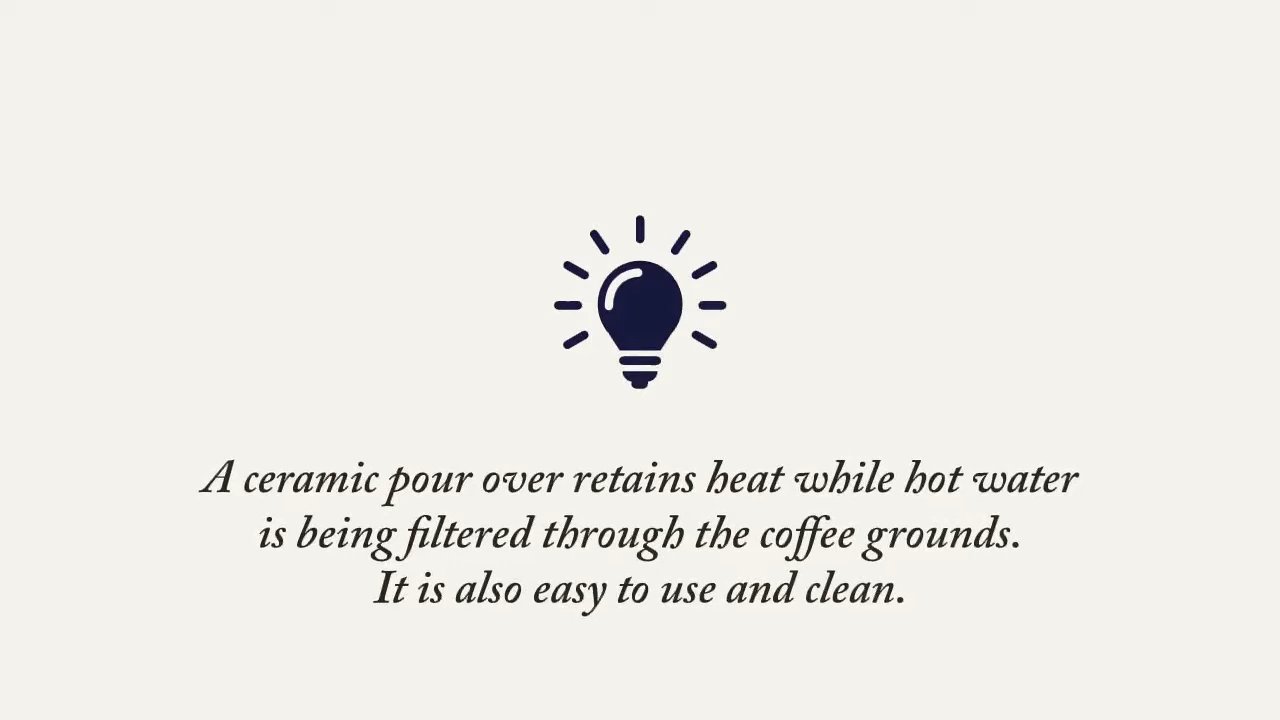 A ceramic pour over retains heat while hot water
is being filtered through the coffee grounds.
It is also easy to use and clean.